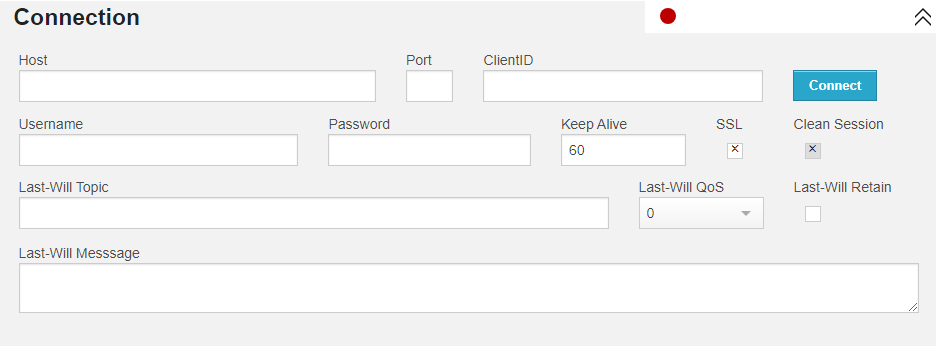 Connection
Host Port ClientID
Connect
Username Password Keep Alive SSL Clean Session
60
Last-Will Topic Last-Will QoS Last-Will Retain
0
Last-Will Messsage